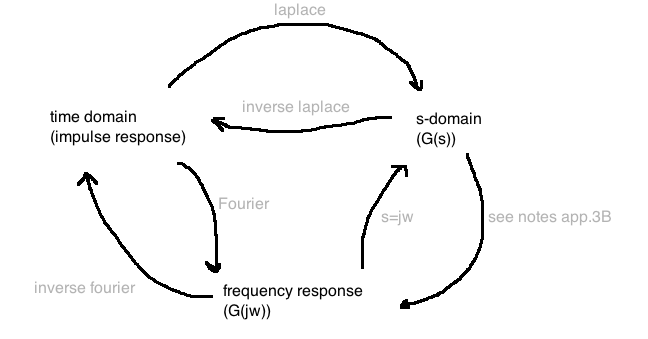 laplace
inverse laplace
time domain
(impulse response)
s-domain
(G(s))
Fourier
s=jw
see notes app.3B
inverse fourier
frequency response
(G(jw))